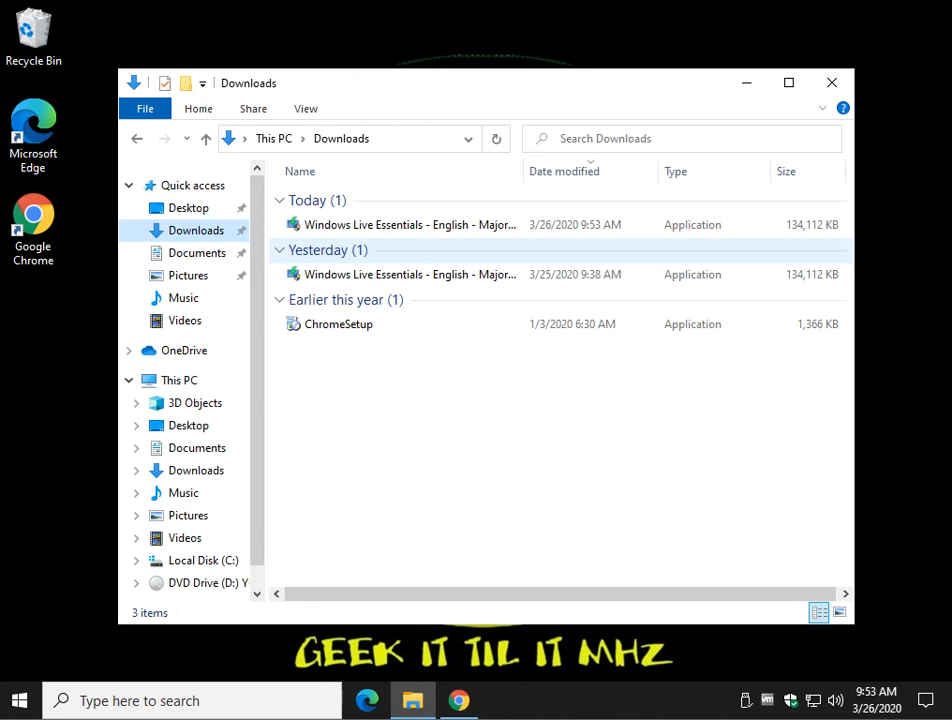 Recycle Bin
Microsoft
Edge
Google
Chrome
Downloads
File Home Share View
This PC Downloads
Search Downloads
Name Date modified Type Size
Quick access
Desktop
Downloads
Documents
Pictures
Music
Videos
OneDrive
This PC
3D Objects
Desktop
Documents
Downloads
Music
Pictures
Videos
Local Disk (C:)
DVD Drive (D:) Y
Today (1)
Windows Live Essentials - English - Major... 3/26/2020 9:53 AM Application 134,112 KB
Yesterday (1)
Windows Live Essentials - English - Major... 3/25/2020 9:38 AM Application 134,112 KB
Earlier this year (1)
ChromeSetup 1/3/2020 6:30 AM Application 1,366 KB
3 items
GEEK IT TIL IT MHZ
Type here to search
vm
9:53 AM
3/26/2020